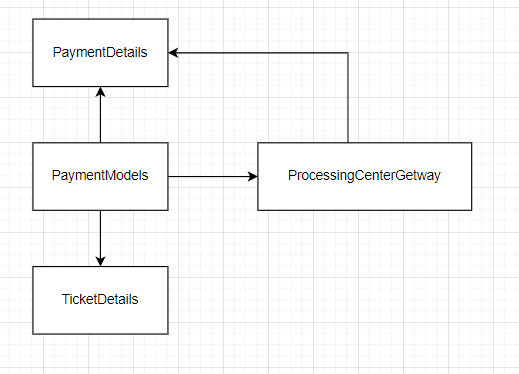 PaymentDetails
PaymentModels
ProcessingCenterGetway
TicketDetails